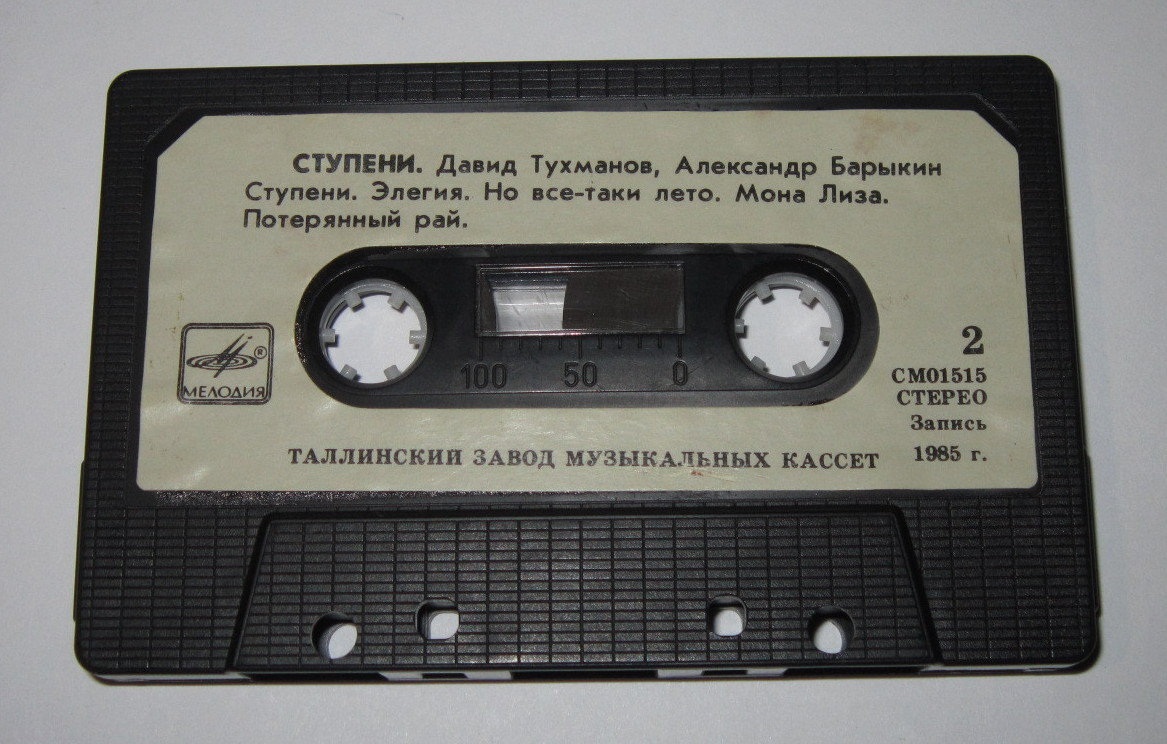 СТУПЕНИ. Давид Тухманов, Александр Барыкин
Ступени. Элегия. Но все-таки лето. Мона Лиза.
Потерянный рай.
®
МЕЛОДИЯ
100 50 0
2
СМ01515
СТЕРЕО
Запись
1985 г.
ТАЛЛИНСКИЙ ЗАВОД МУЗЫКАЛЬНЫХ КАССЕТ